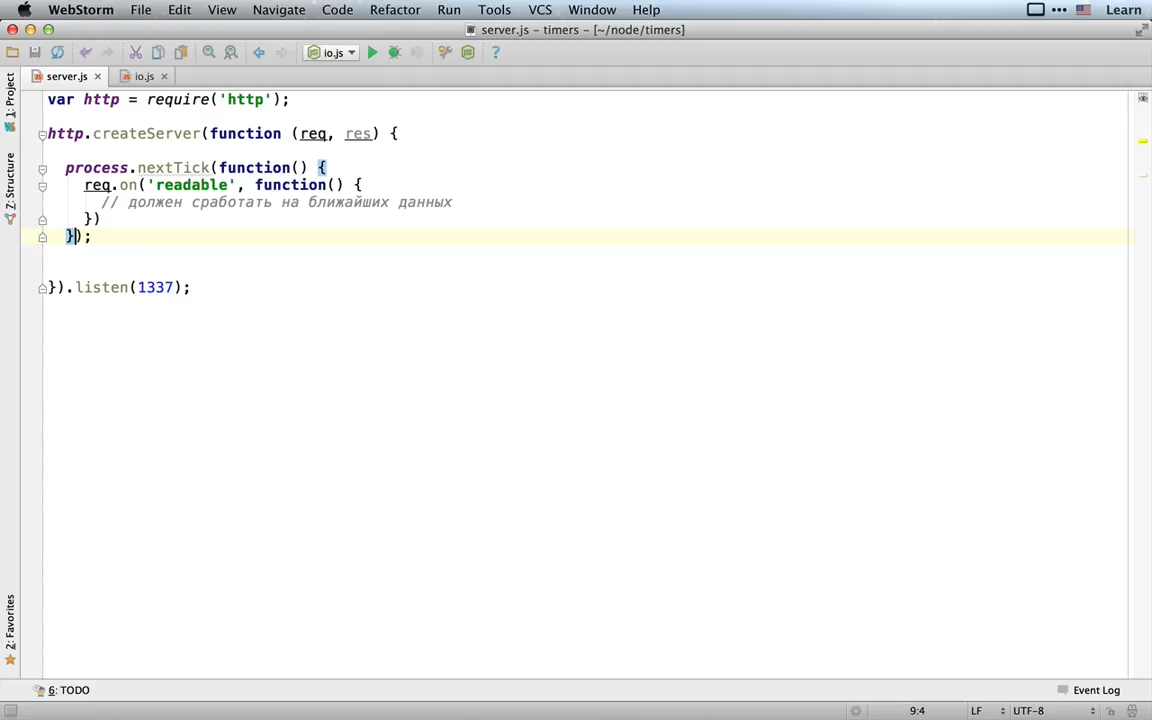 WebStorm File Edit View Navigate Code Refactor Run Tools VCS Window Help Learn
server.js – timers – [~/node/timers]
io.js
server.js io.js
1: Project
7: Structure
2: Favorites
var http = require('http');
http.createServer(function (req, res) {
process.nextTick(function() {
req.on('readable', function() {
// должен сработать на ближайших данных
})
});
}).listen(1337);
6: TODO Event Log
9:4 LF UTF-8